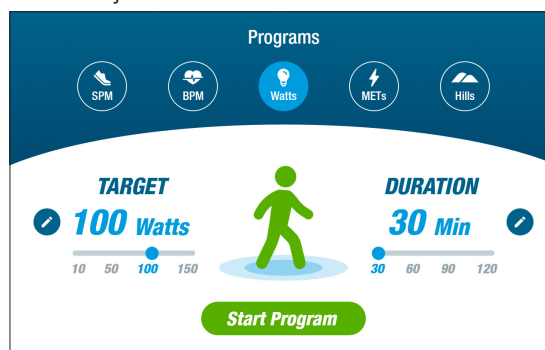 Programs
SPM
BPM
Watts
METs
Hills
TARGET
100 Watts
10 50 100 150
DURATION
30 Min
30 60 90 120
Start Program